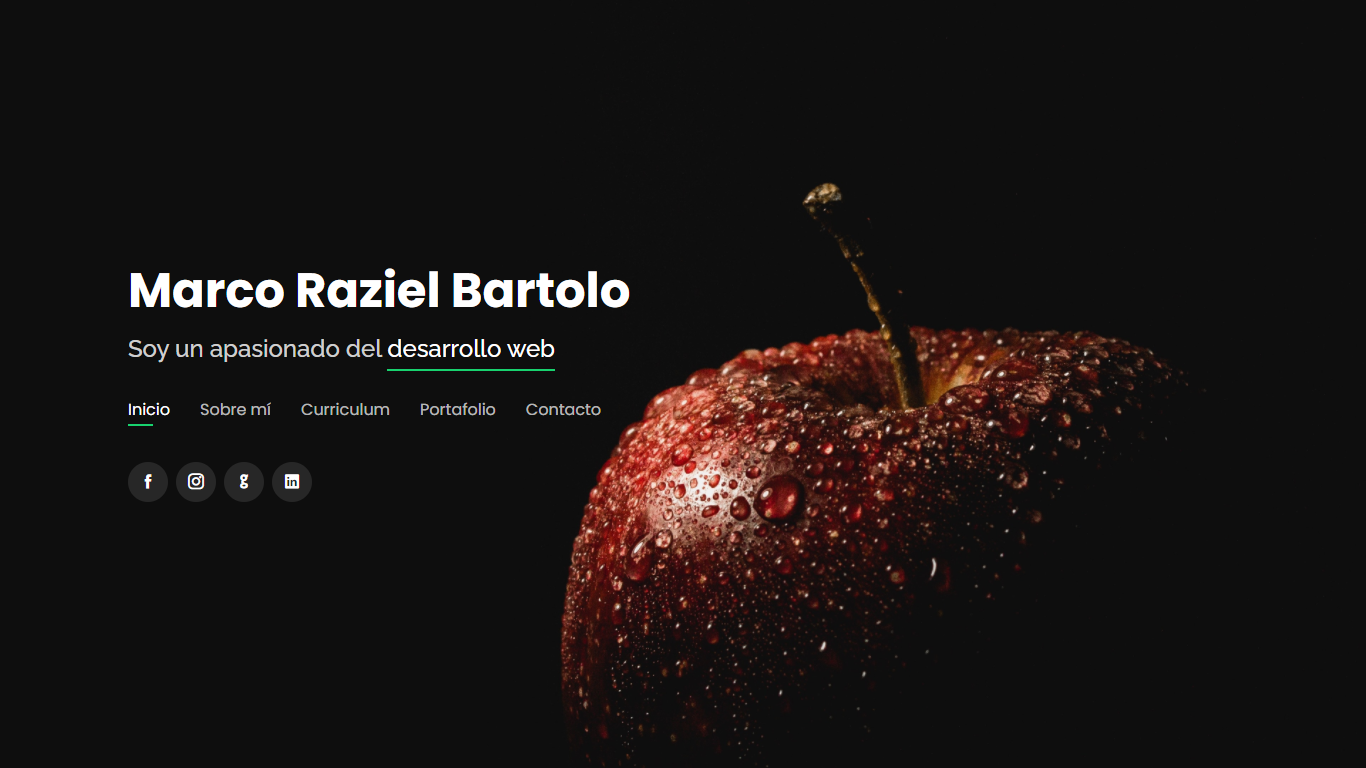 Marco Raziel Bartolo
Soy un apasionado del desarrollo web
Inicio Sobre mí Curriculum Portafolio Contacto